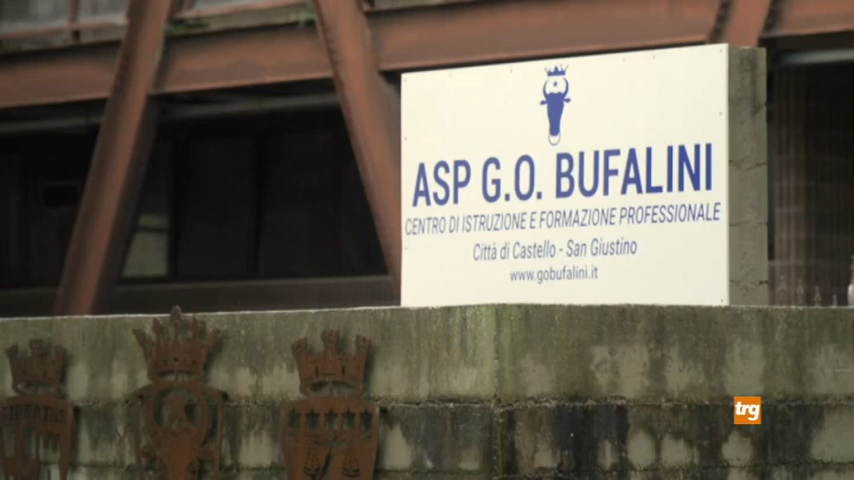 ASP G.O. BUFALINI
CENTRO DI ISTRUZIONE E FORMAZIONE PROFESSIONALE
Città di Castello - San Giustino
www.gobufalini.it
trg